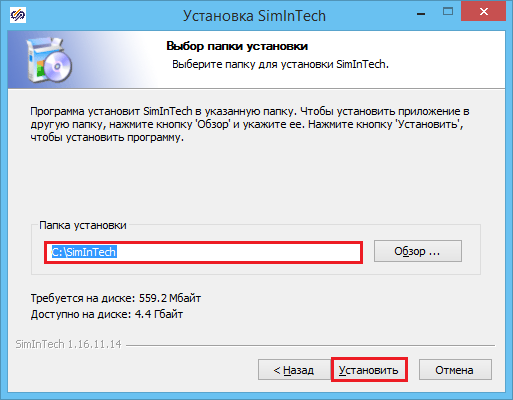 Установка SimInTech
Выбор папки установки
Выберите папку для установки SimInTech.
Программа установит SimInTech в указанную папку. Чтобы установить приложение в
другую папку, нажмите кнопку 'Обзор' и укажите ее. Нажмите кнопку 'Установить',
чтобы установить программу.
Папка установки
C:\SimInTech
Обзор ...
Требуется на диске: 559.2 Мбайт
Доступно на диске: 4.4 Гбайт
SimInTech 1.16.11.14
< Назад
Установить
Отмена